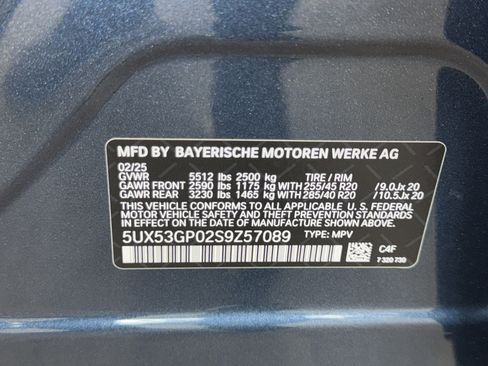 MFD BY BAYERISCHE MOTOREN WERKE AG
02/25
GVWR 5512 lbs 2500 kg TIRE / RIM
GAWR FRONT 2590 lbs 1175 kg WITH 255/45 R20 /9.0Jx 20
GAWR REAR 3230 lbs 1465 kg WITH 285/40 R20 /10.5Jx 20
THIS VEHICLE CONFORMS TO ALL APPLICABLE U.S. FEDERAL
MOTOR VEHICLE SAFETY, BUMPER, AND THEFT PREVENTION
STANDARDS IN EFFECT ON THE DATE OF MANUFACTURE SHOWN ABOVE.
5UX53GP02S9Z57089 TYPE: MPV
C4F
7 320 730